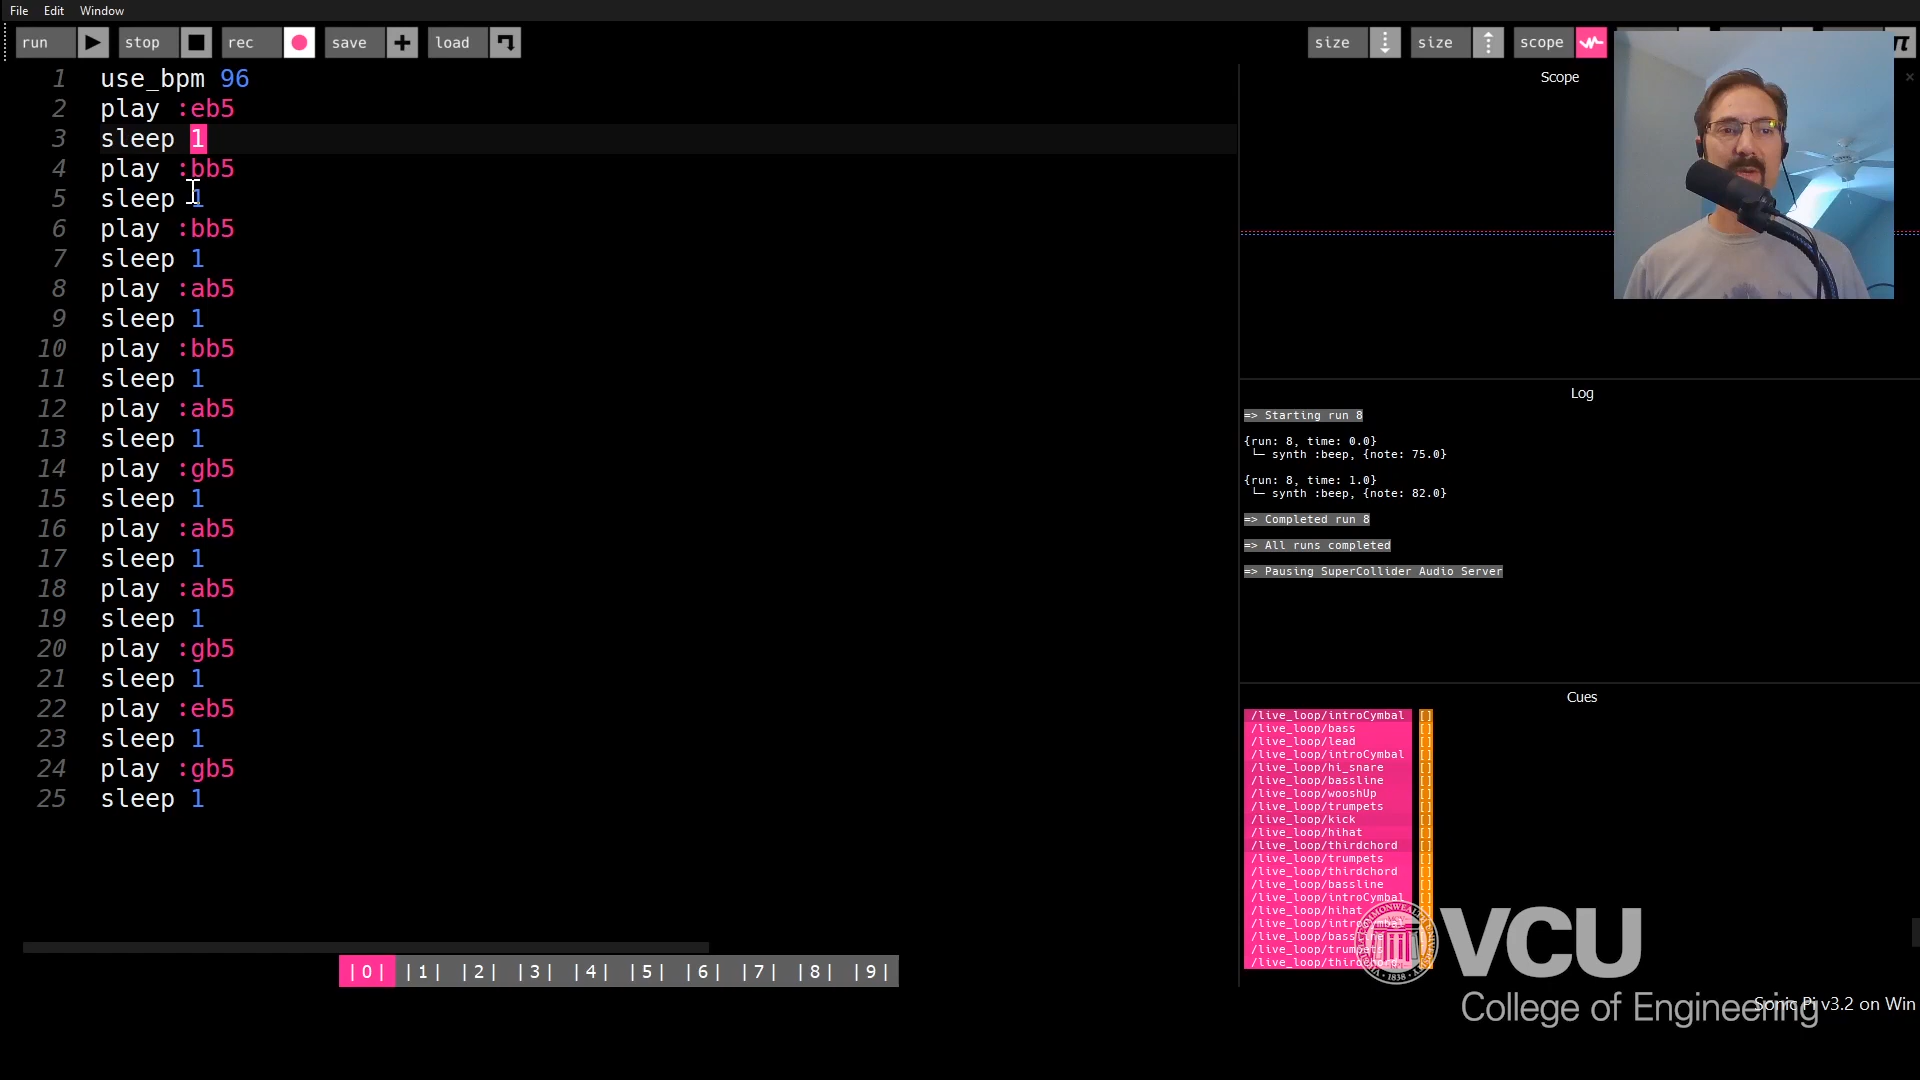 File Edit Window
run stop rec save load size size scope
1 use_bpm 96
2 play :eb5
3 sleep 1
4 play :bb5
5 sleep 1
6 play :bb5
7 sleep 1
8 play :ab5
9 sleep 1
10 play :bb5
11 sleep 1
12 play :ab5
13 sleep 1
14 play :gb5
15 sleep 1
16 play :ab5
17 sleep 1
18 play :ab5
19 sleep 1
20 play :gb5
21 sleep 1
22 play :eb5
23 sleep 1
24 play :gb5
25 sleep 1
|0| |1| |2| |3| |4| |5| |6| |7| |8| |9|
Scope
Log
=> Starting run 8
{run: 8, time: 0.0}
└─ synth :beep, {note: 75.0}
{run: 8, time: 1.0}
└─ synth :beep, {note: 82.0}
=> Completed run 8
=> All runs completed
=> Pausing SuperCollider Audio Server
Cues
/live_loop/introCymbal []
/live_loop/bass []
/live_loop/lead []
/live_loop/introCymbal []
/live_loop/hi_snare []
/live_loop/bassline []
/live_loop/wooshUp []
/live_loop/trumpets []
/live_loop/kick []
/live_loop/hihat []
/live_loop/thirdchord []
/live_loop/trumpets []
/live_loop/thirdchord []
/live_loop/bassline []
/live_loop/introCymbal []
/live_loop/hihat
VCU
College of Engineering
Sonic Pi v3.2 on Win